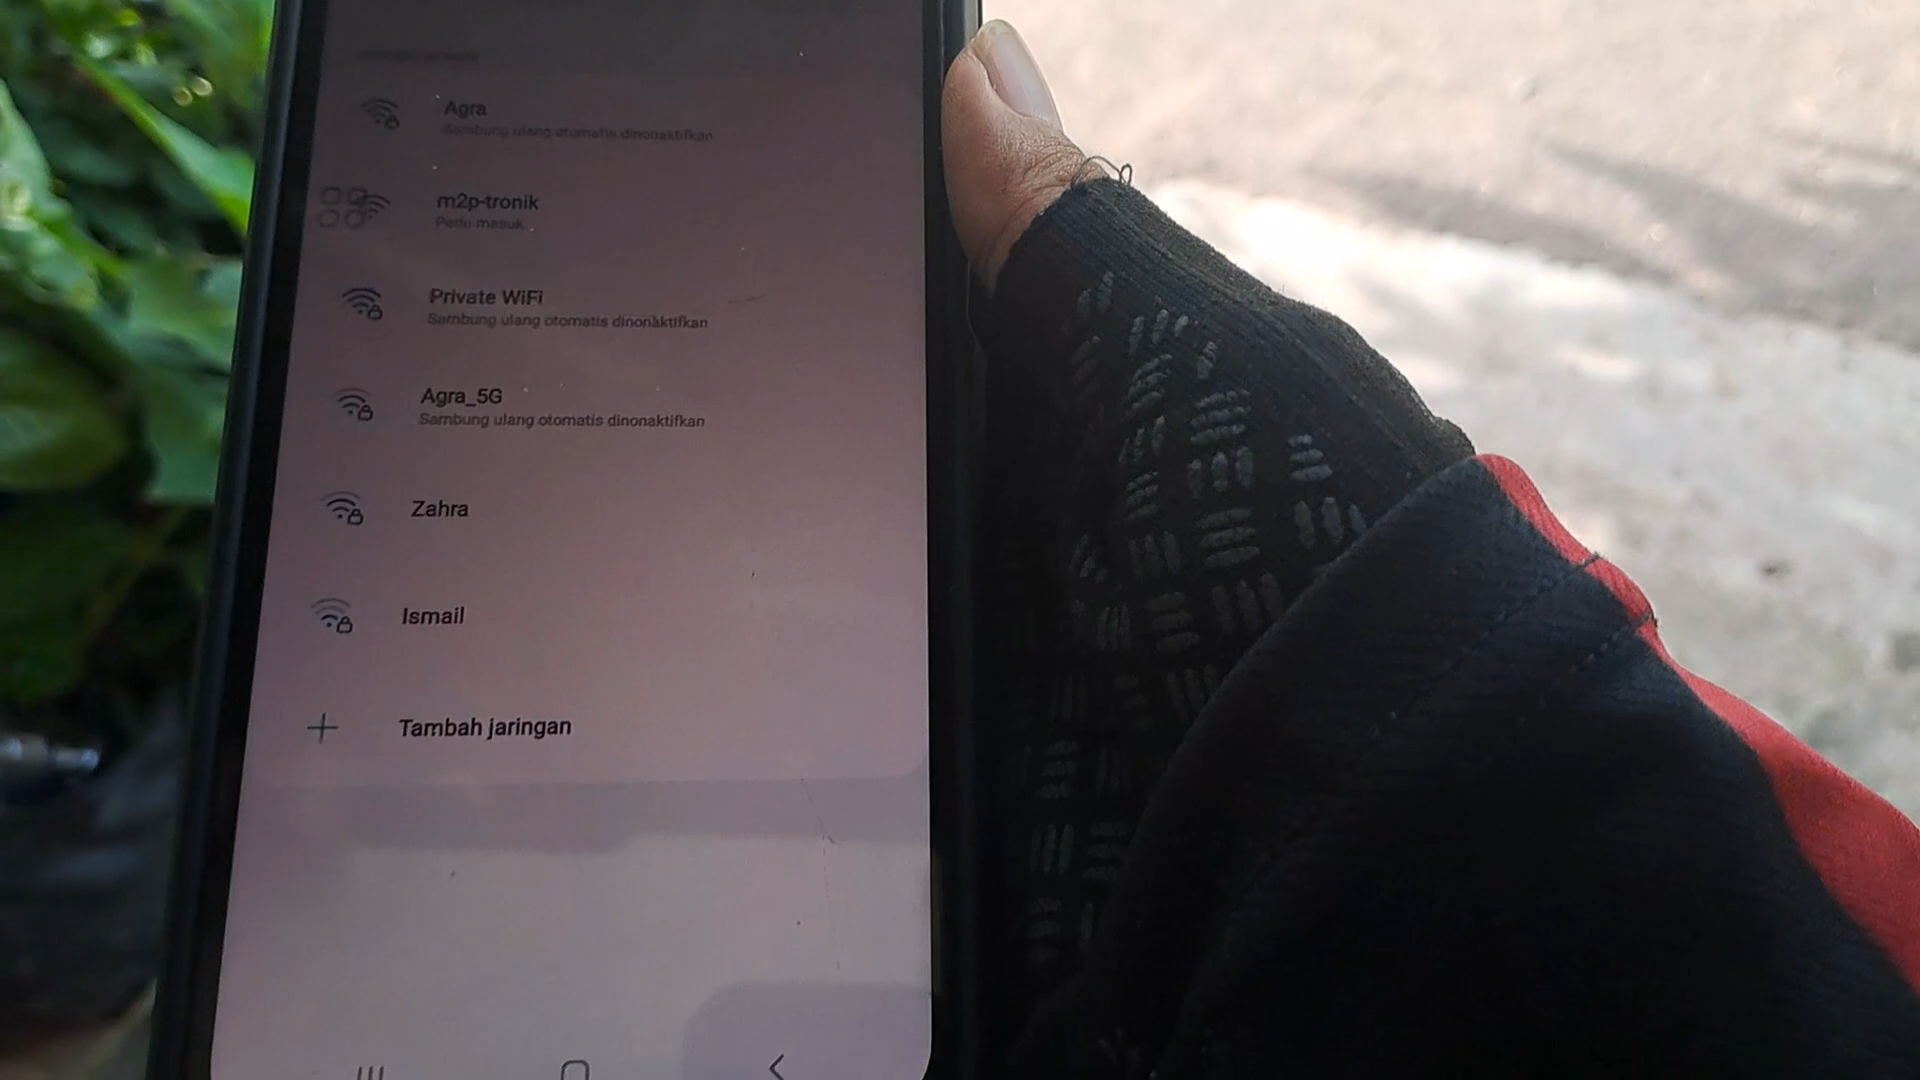 Agra
Sambung ulang otomatis dinonaktifkan
m2p-tronik
Perlu masuk
Private WiFi
Sambung ulang otomatis dinonaktifkan
Agra_5G
Sambung ulang otomatis dinonaktifkan
Zahra
Ismail
Tambah jaringan